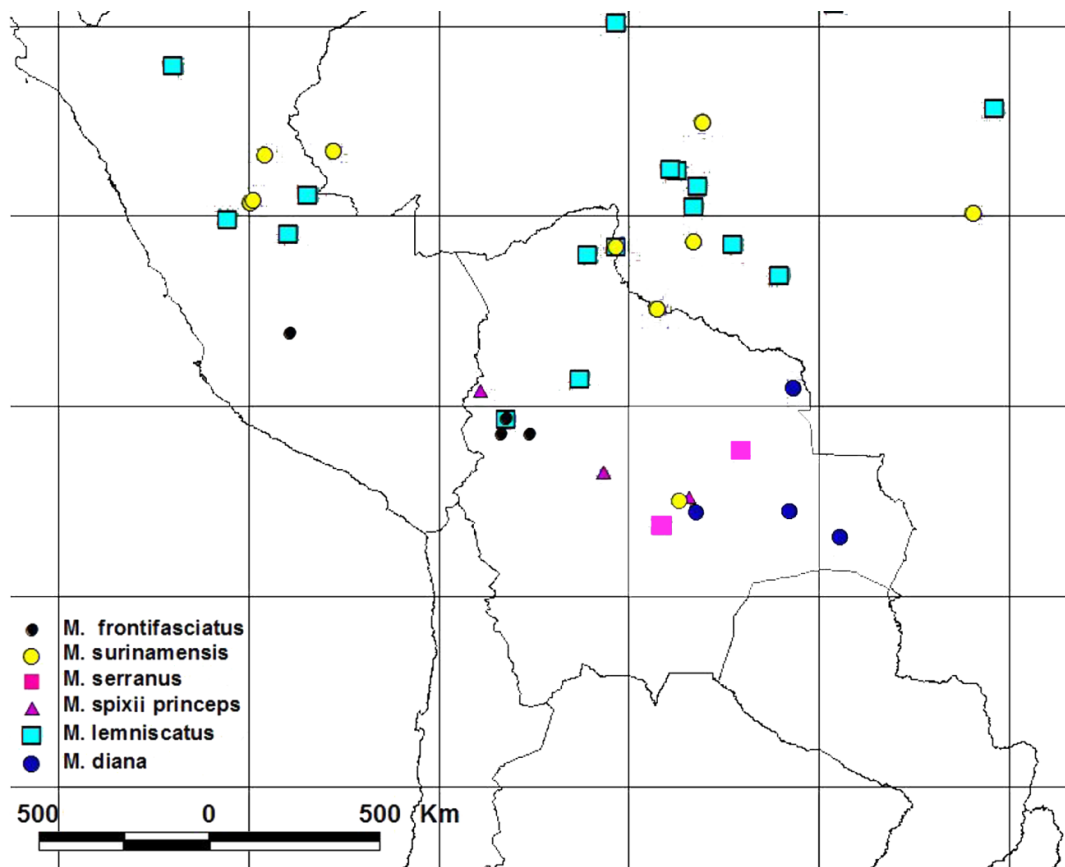 M. frontifasciatus
M. surinamensis
M. serranus
M. spixii princeps
M. lemniscatus
M. diana
500 0 500 Km